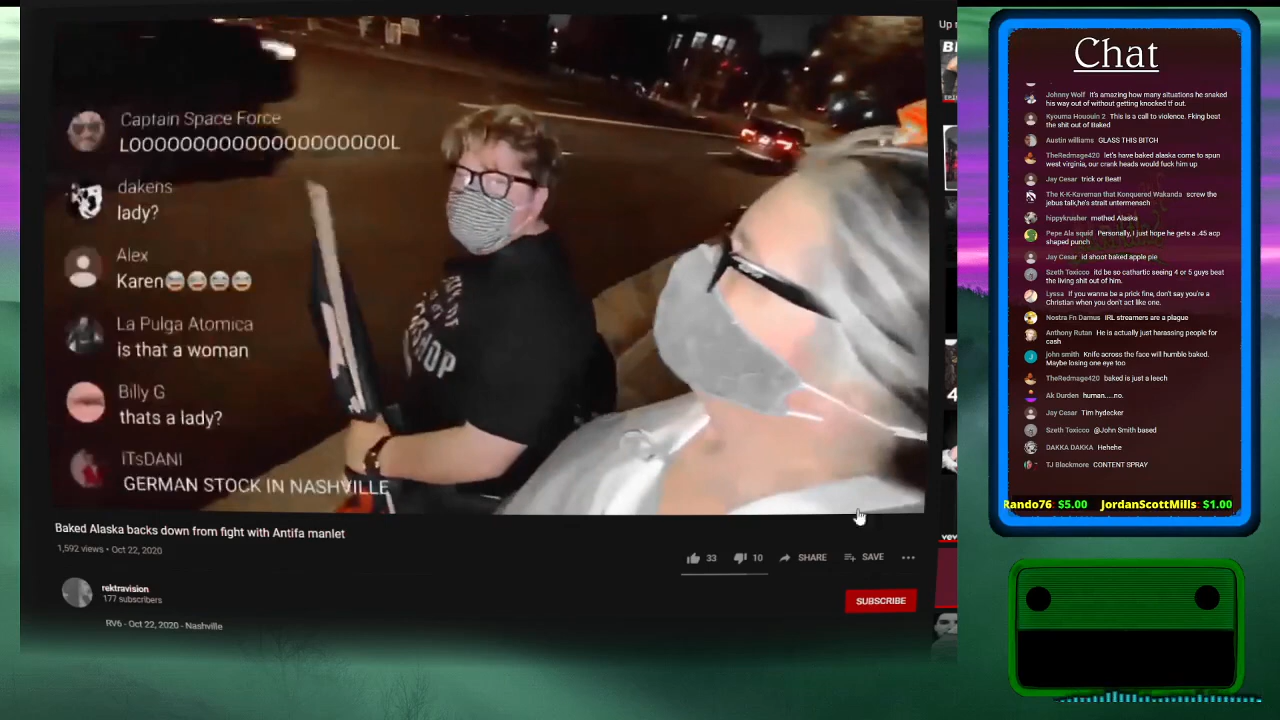 Captain Space Force
LOOOOOOOOOOOOOOOOOOOOOL
dakens
lady?
Alex
Karen😂😂😂😂
La Pulga Atomica
is that a woman
Billy G
thats a lady?
iTsDANi
GERMAN STOCK IN NASHVILLE
Baked Alaska backs down from fight with Antifa manlet
1,592 views • Oct 22, 2020
33
10
SHARE
SAVE
rektravision
177 subscribers
SUBSCRIBE
RV6 - Oct 22, 2020 - Nashville
Up
Chat
Johnny Wolf It's amazing how many situations he snaked
his way out of without getting knocked tf out.
Kyouma Hououin 2 This is a call to violence. Fking beat
the shit out of Baked
Austin williams GLASS THIS BITCH
TheRedmage420 let's have baked alaska come to spun
west virginia, our crank heads would fuck him up
Jay Cesar trick or Beat!
The K-K-Kaveman that Konquered Wakanda screw the
jebus talk,he's strait untermensch
hippykrusher methed Alaska
Pepe Ala squid Personally, I just hope he gets a .45 acp
shaped punch
Jay Cesar id shoot baked apple pie
Szeth Toxicco itd be so cathartic seeing 4 or 5 guys beat
the living shit out of him.
Lyssa If you wanna be a prick fine, don't say you're a
Christian when you don't act like one.
Nostra Fn Damus IRL streamers are a plague
Anthony Rutan He is actually just harassing people for
cash
john smith Knife across the face will humble baked.
Maybe losing one eye too
TheRedmage420 baked is just a leech
Ak Durden human.....no.
Jay Cesar Tim hydecker
Szeth Toxicco @John Smith based
DAKKA DAKKA Hehehe
TJ Blackmore CONTENT SPRAY
Rando76 $5.00 JordanScottMills $1.00